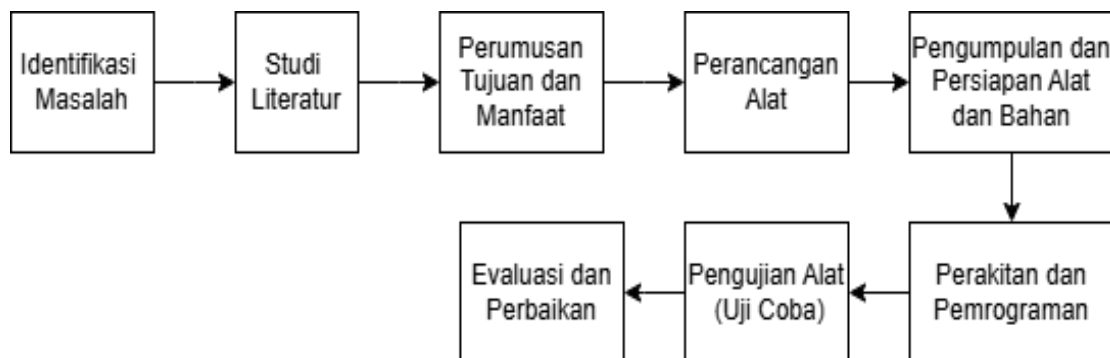 Identifikasi
Masalah
Studi
Literatur
Perumusan
Tujuan dan
Manfaat
Perancangan
Alat
Pengumpulan dan
Persiapan Alat
dan Bahan
Perakitan dan
Pemrograman
Pengujian Alat
(Uji Coba)
Evaluasi dan
Perbaikan